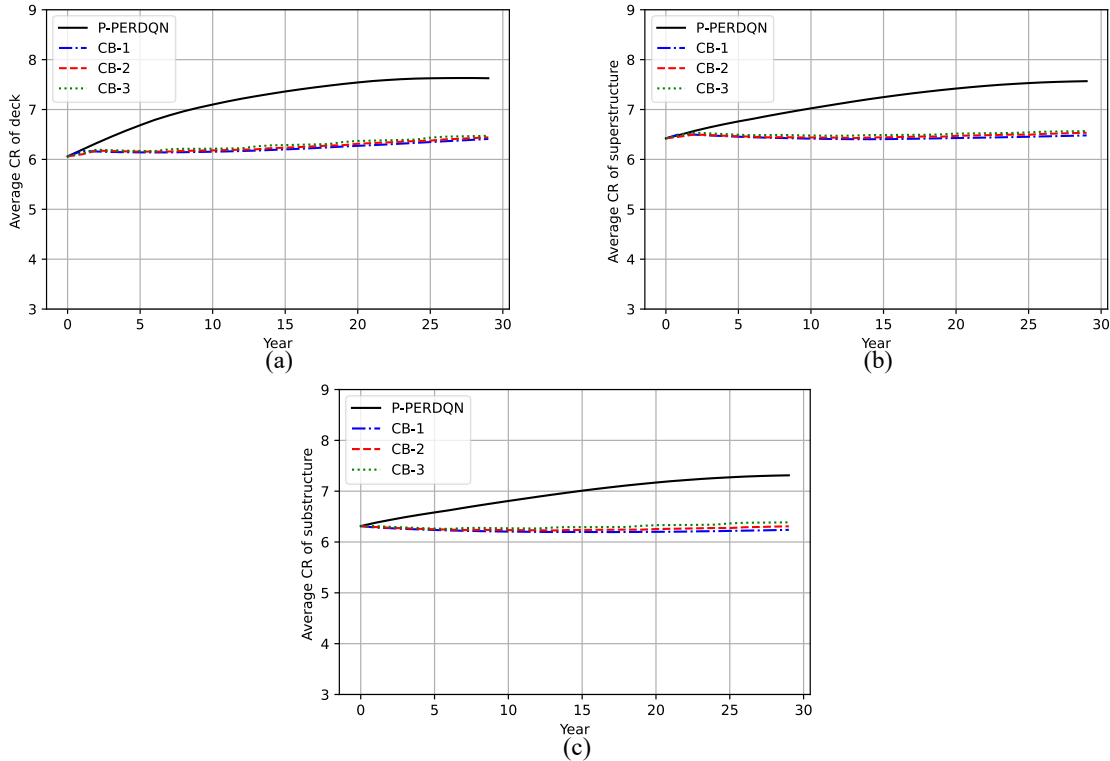 9
8
7
6
5
4
3
Average CR of deck
P-PERDQN
CB-1
CB-2
CB-3
0 5 10 15 20 25 30
Year
(a)
9
8
7
6
5
4
3
Average CR of superstructure
P-PERDQN
CB-1
CB-2
CB-3
0 5 10 15 20 25 30
Year
(b)
9
8
7
6
5
4
3
Average CR of substructure
P-PERDQN
CB-1
CB-2
CB-3
0 5 10 15 20 25 30
Year
(c)